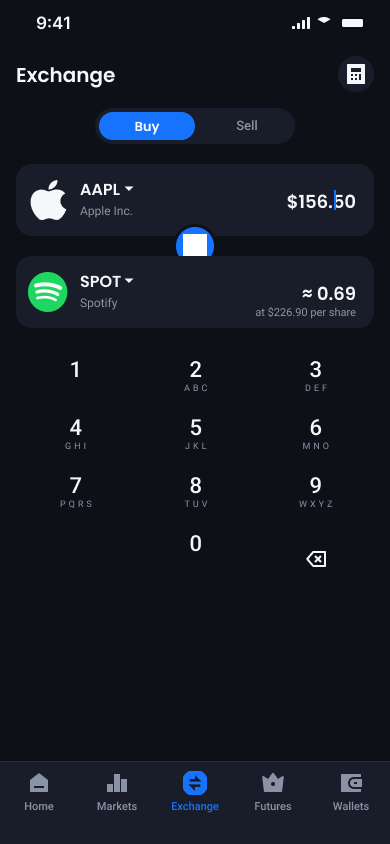 9:41
Exchange
Buy
Sell
AAPL
Apple Inc.
$156.50
SPOT
Spotify
≈ 0.69
at $226.90 per share
1
2
3
ABC
DEF
4
5
6
GHI
JKL
MNO
7
8
9
PQRS
TUV
WXYZ
0
Home
Markets
Exchange
Futures
Wallets